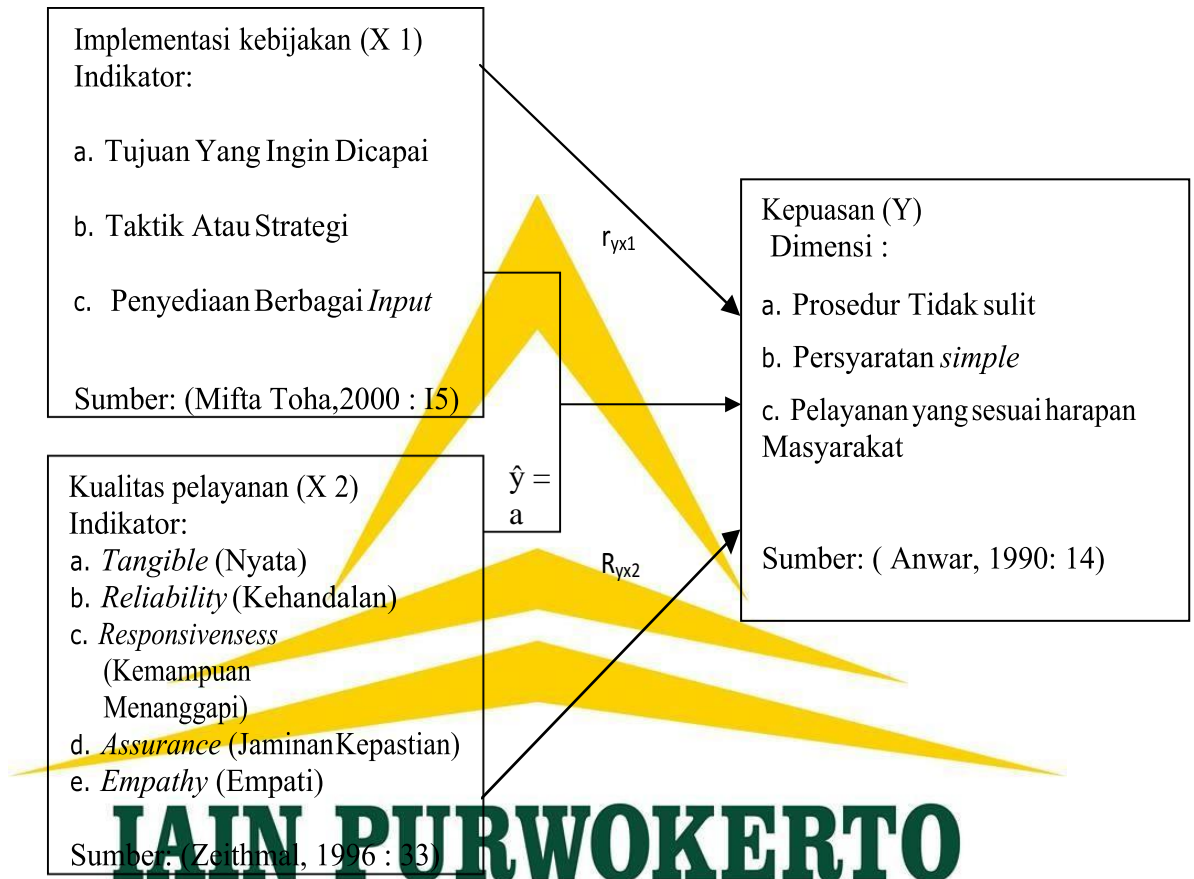 Implementasi kebijakan (X 1)
Indikator:
a. Tujuan Yang Ingin Dicapai
b. Taktik Atau Strategi
c. Penyediaan Berbagai Input
Sumber: (Mifta Toha,2000 : I5)
Kualitas pelayanan (X 2)
Indikator:
a. Tangible (Nyata)
b. Reliability (Kehandalan)
c. Responsivensess
(Kemampuan
Menanggapi)
d. Assurance (Jaminan Kepastian)
e. Empathy (Empati)
Sumber: (Zeithmal, 1996 : 33)
ryx1
ŷ =
a
Ryx2
Kepuasan (Y)
Dimensi :
a. Prosedur Tidak sulit
b. Persyaratan simple
c. Pelayanan yang sesuai harapan
Masyarakat
Sumber: ( Anwar, 1990: 14)
IAIN PURWOKERTO